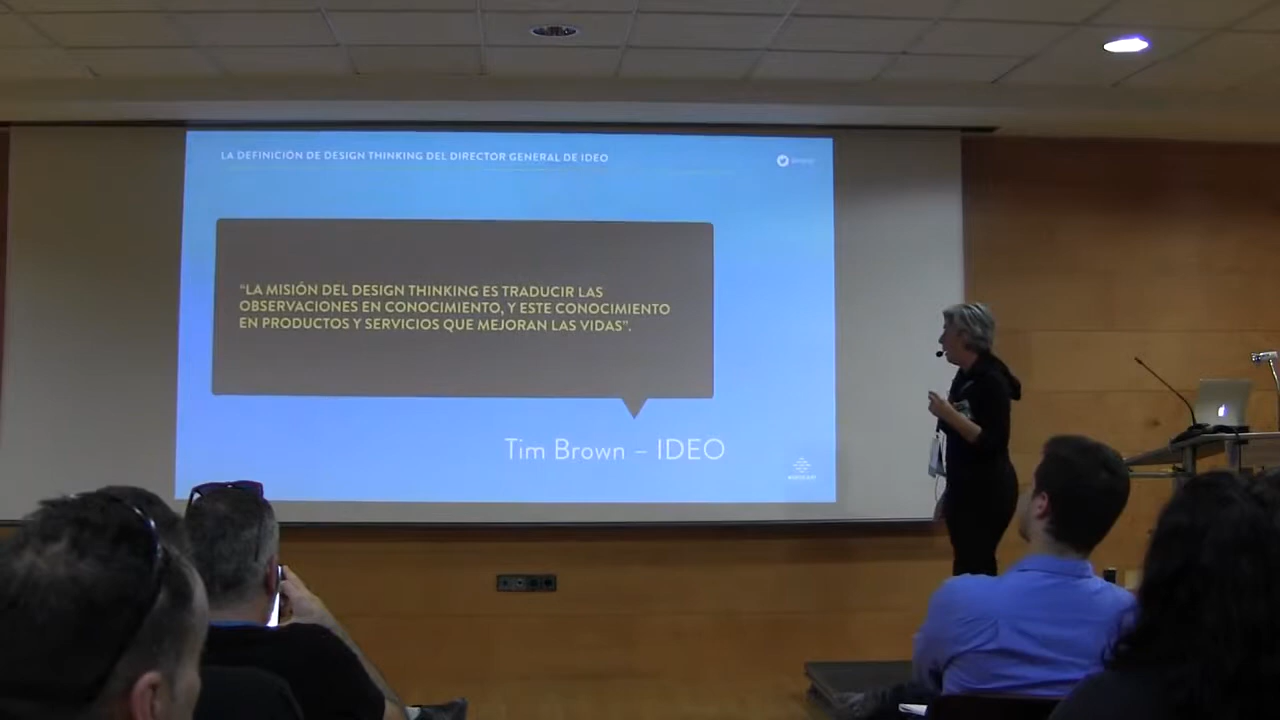 LA DEFINICIÓN DE DESIGN THINKING DEL DIRECTOR GENERAL DE IDEO
“LA MISIÓN DEL DESIGN THINKING ES TRADUCIR LAS
OBSERVACIONES EN CONOCIMIENTO, Y ESTE CONOCIMIENTO
EN PRODUCTOS Y SERVICIOS QUE MEJORAN LAS VIDAS”.
Tim Brown – IDEO